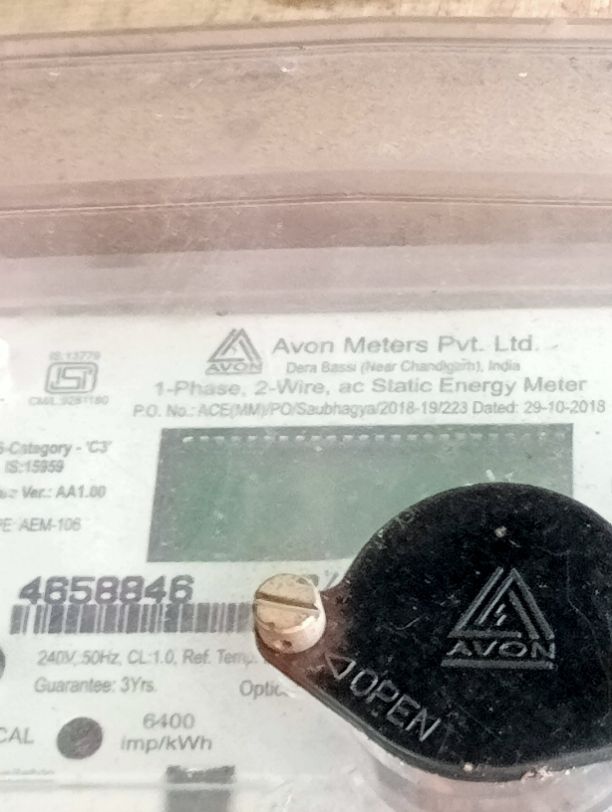 IS:13779
ISI
CM/L 9281180
AVON
Avon Meters Pvt. Ltd.
Dera Bassi (Near Chandigarh), India
1-Phase, 2-Wire, ac Static Energy Meter
P.O. No.: ACE(MM)/PO/Saubhagya/2018-19/223 Dated: 29-10-2018
-Category - 'C3'
IS:15959
Ver.: AA1.00
AEM-106
4658846
240V, 50Hz, CL:1.0, Ref. Temp.
Guarantee: 3Yrs.
CAL
6400
imp/kWh
AVON
OPEN